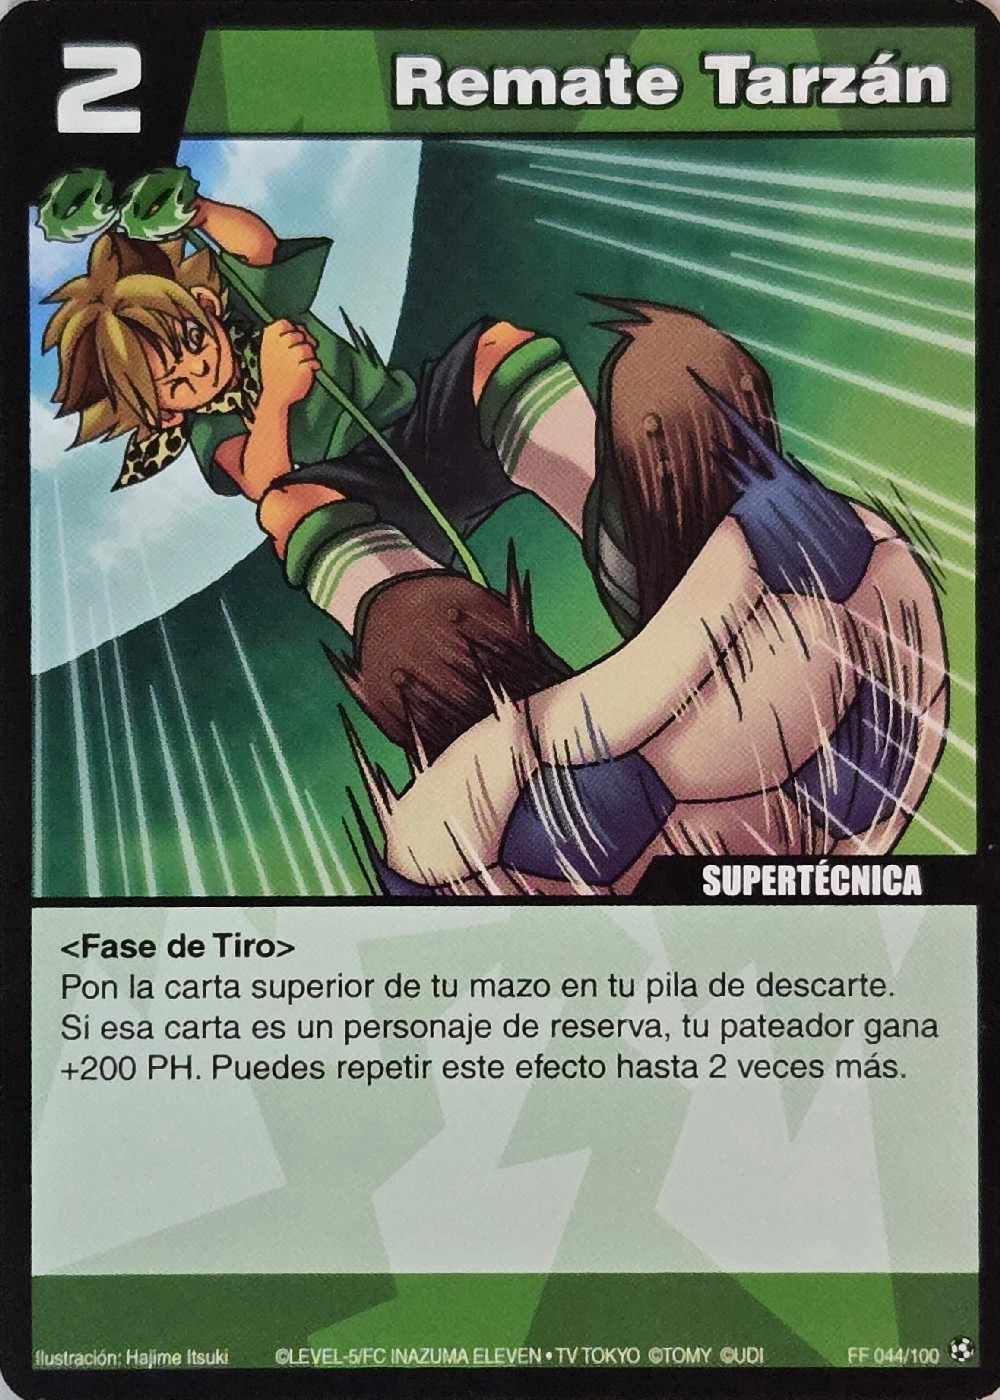 2
Remate Tarzán
SUPERTÉCNICA
<Fase de Tiro>
Pon la carta superior de tu mazo en tu pila de descarte.
Si esa carta es un personaje de reserva, tu pateador gana
+200 PH. Puedes repetir este efecto hasta 2 veces más.
Ilustración: Hajime Itsuki ©LEVEL-5/FC INAZUMA ELEVEN • TV TOKYO ©TOMY ©UDI FF 044/100